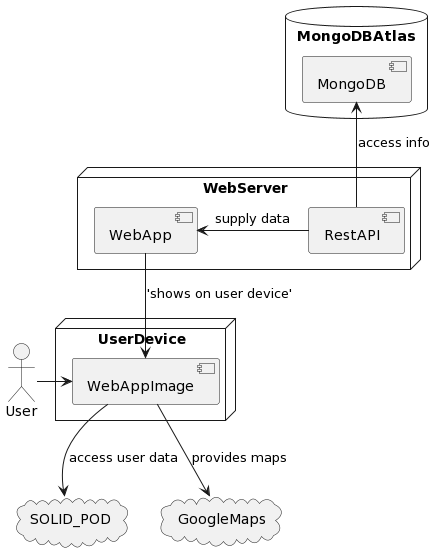 MongoDBAtlas
MongoDB
access info
WebServer
WebApp
supply data
RestAPI
'shows on user device'
UserDevice
WebAppImage
User
access user data
provides maps
SOLID_POD
GoogleMaps